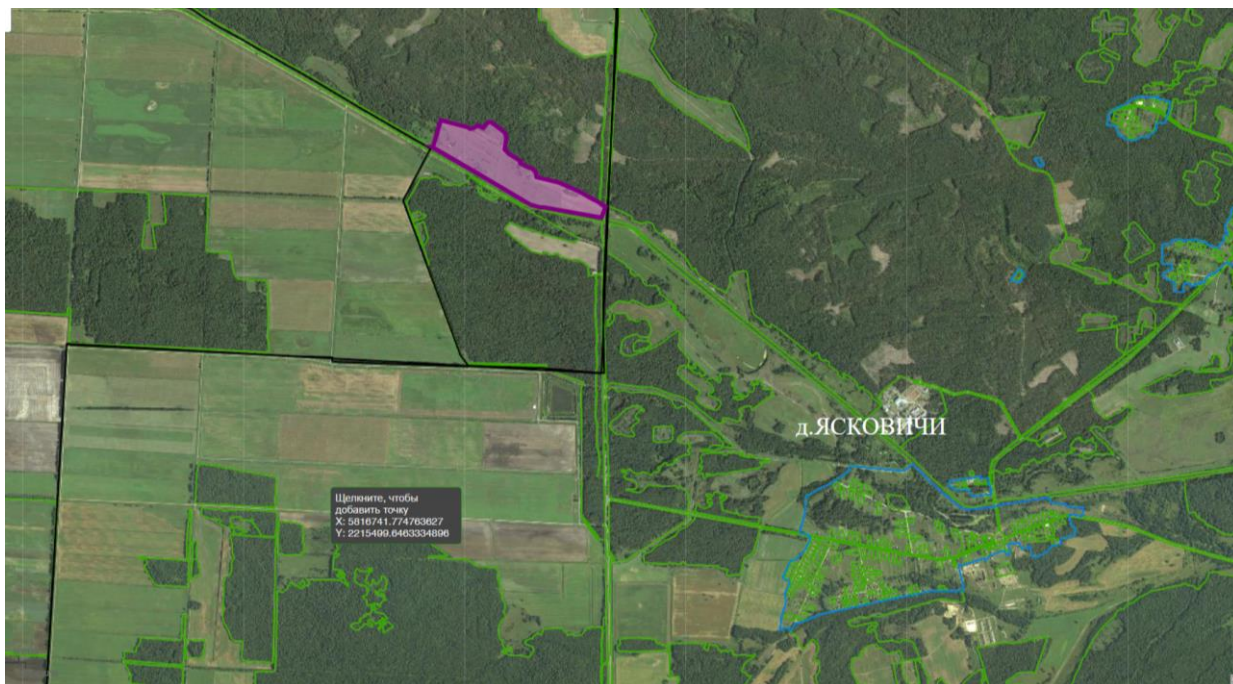 д.ЯСКОВИЧИ
Щелкните, чтобы
добавить точку
X: 5816741.774763627
Y: 2215499.6463334896